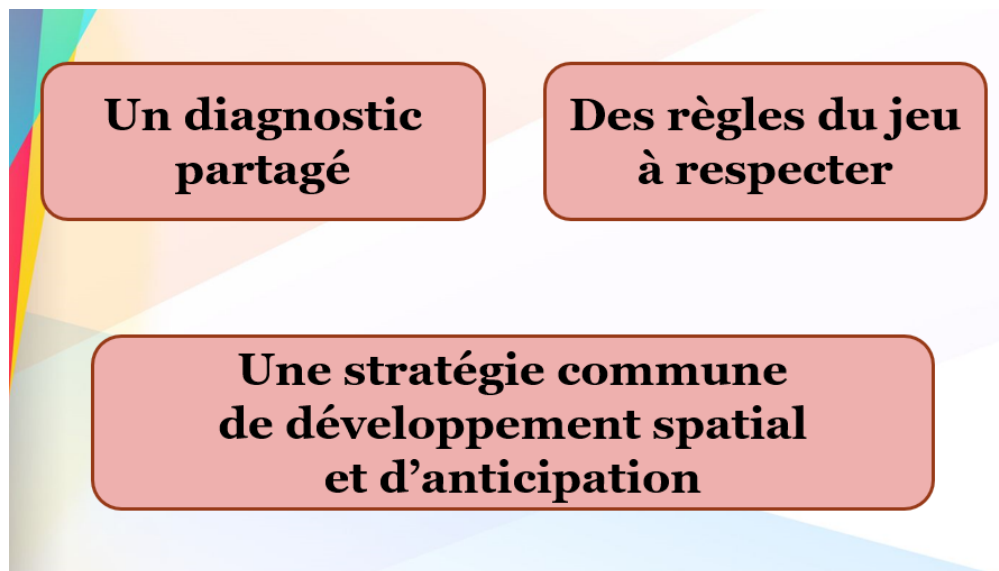 Un diagnostic
partagé
Des règles du jeu
à respecter
Une stratégie commune
de développement spatial
et d’anticipation